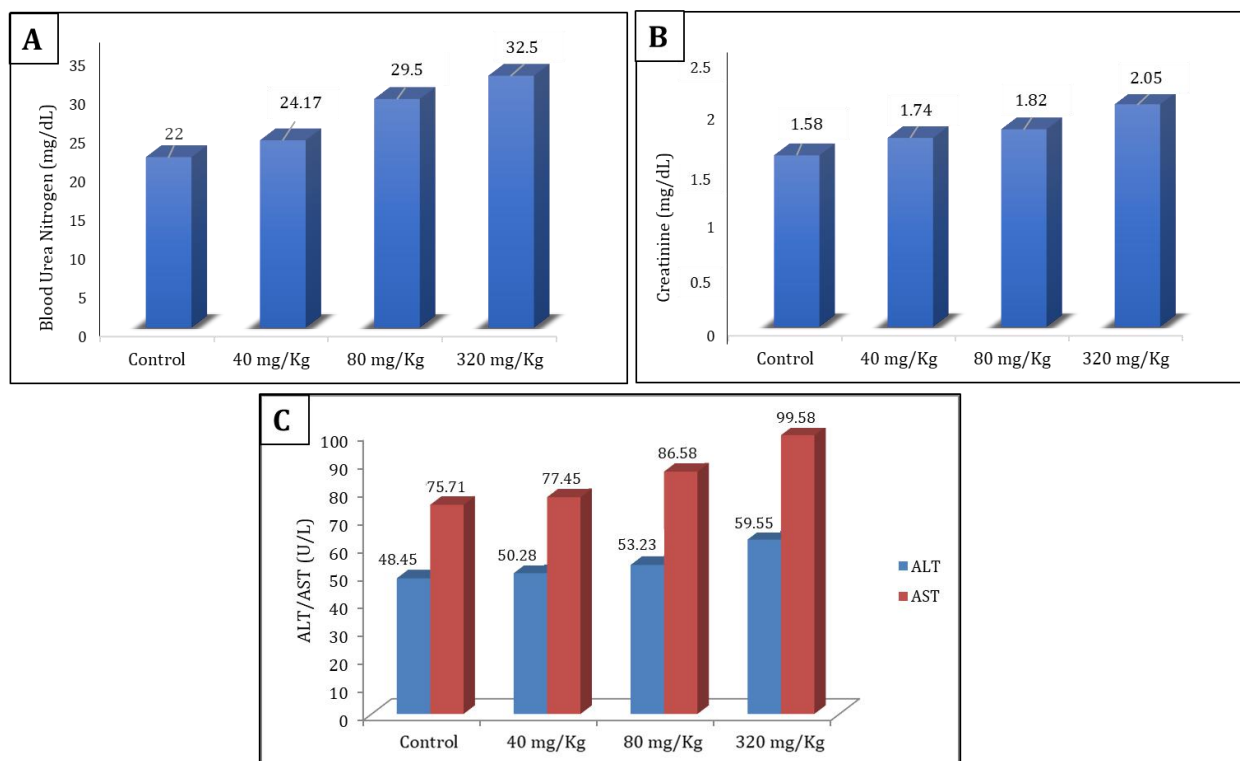 A
Blood Urea Nitrogen (mg/dL)
35
30
25
20
15
10
5
0
22
24.17
29.5
32.5
Control
40 mg/Kg
80 mg/Kg
320 mg/Kg
B
Creatinine (mg/dL)
2.5
2
1.5
1
0.5
0
1.58
1.74
1.82
2.05
Control
40 mg/Kg
80 mg/Kg
320 mg/Kg
C
ALT/AST (U/L)
100
90
80
70
60
50
40
30
20
10
0
48.45
75.71
50.28
77.45
53.23
86.58
59.55
99.58
Control
40 mg/Kg
80 mg/Kg
320 mg/Kg
ALT
AST